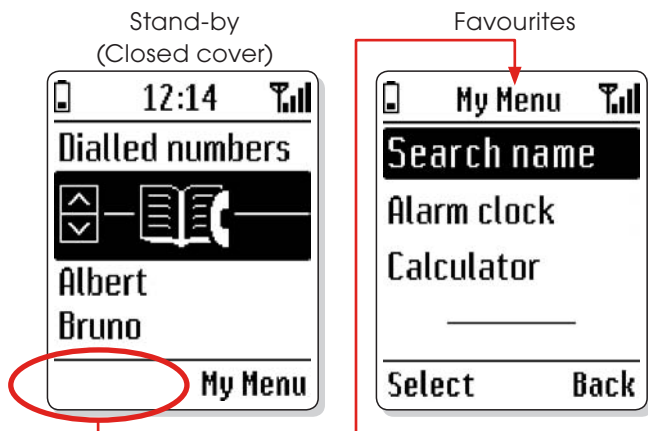 Stand-by
(Closed cover)
12:14
Dialled numbers
Albert
Bruno
My Menu
Favourites
My Menu
Search name
Alarm clock
Calculator
Select Back